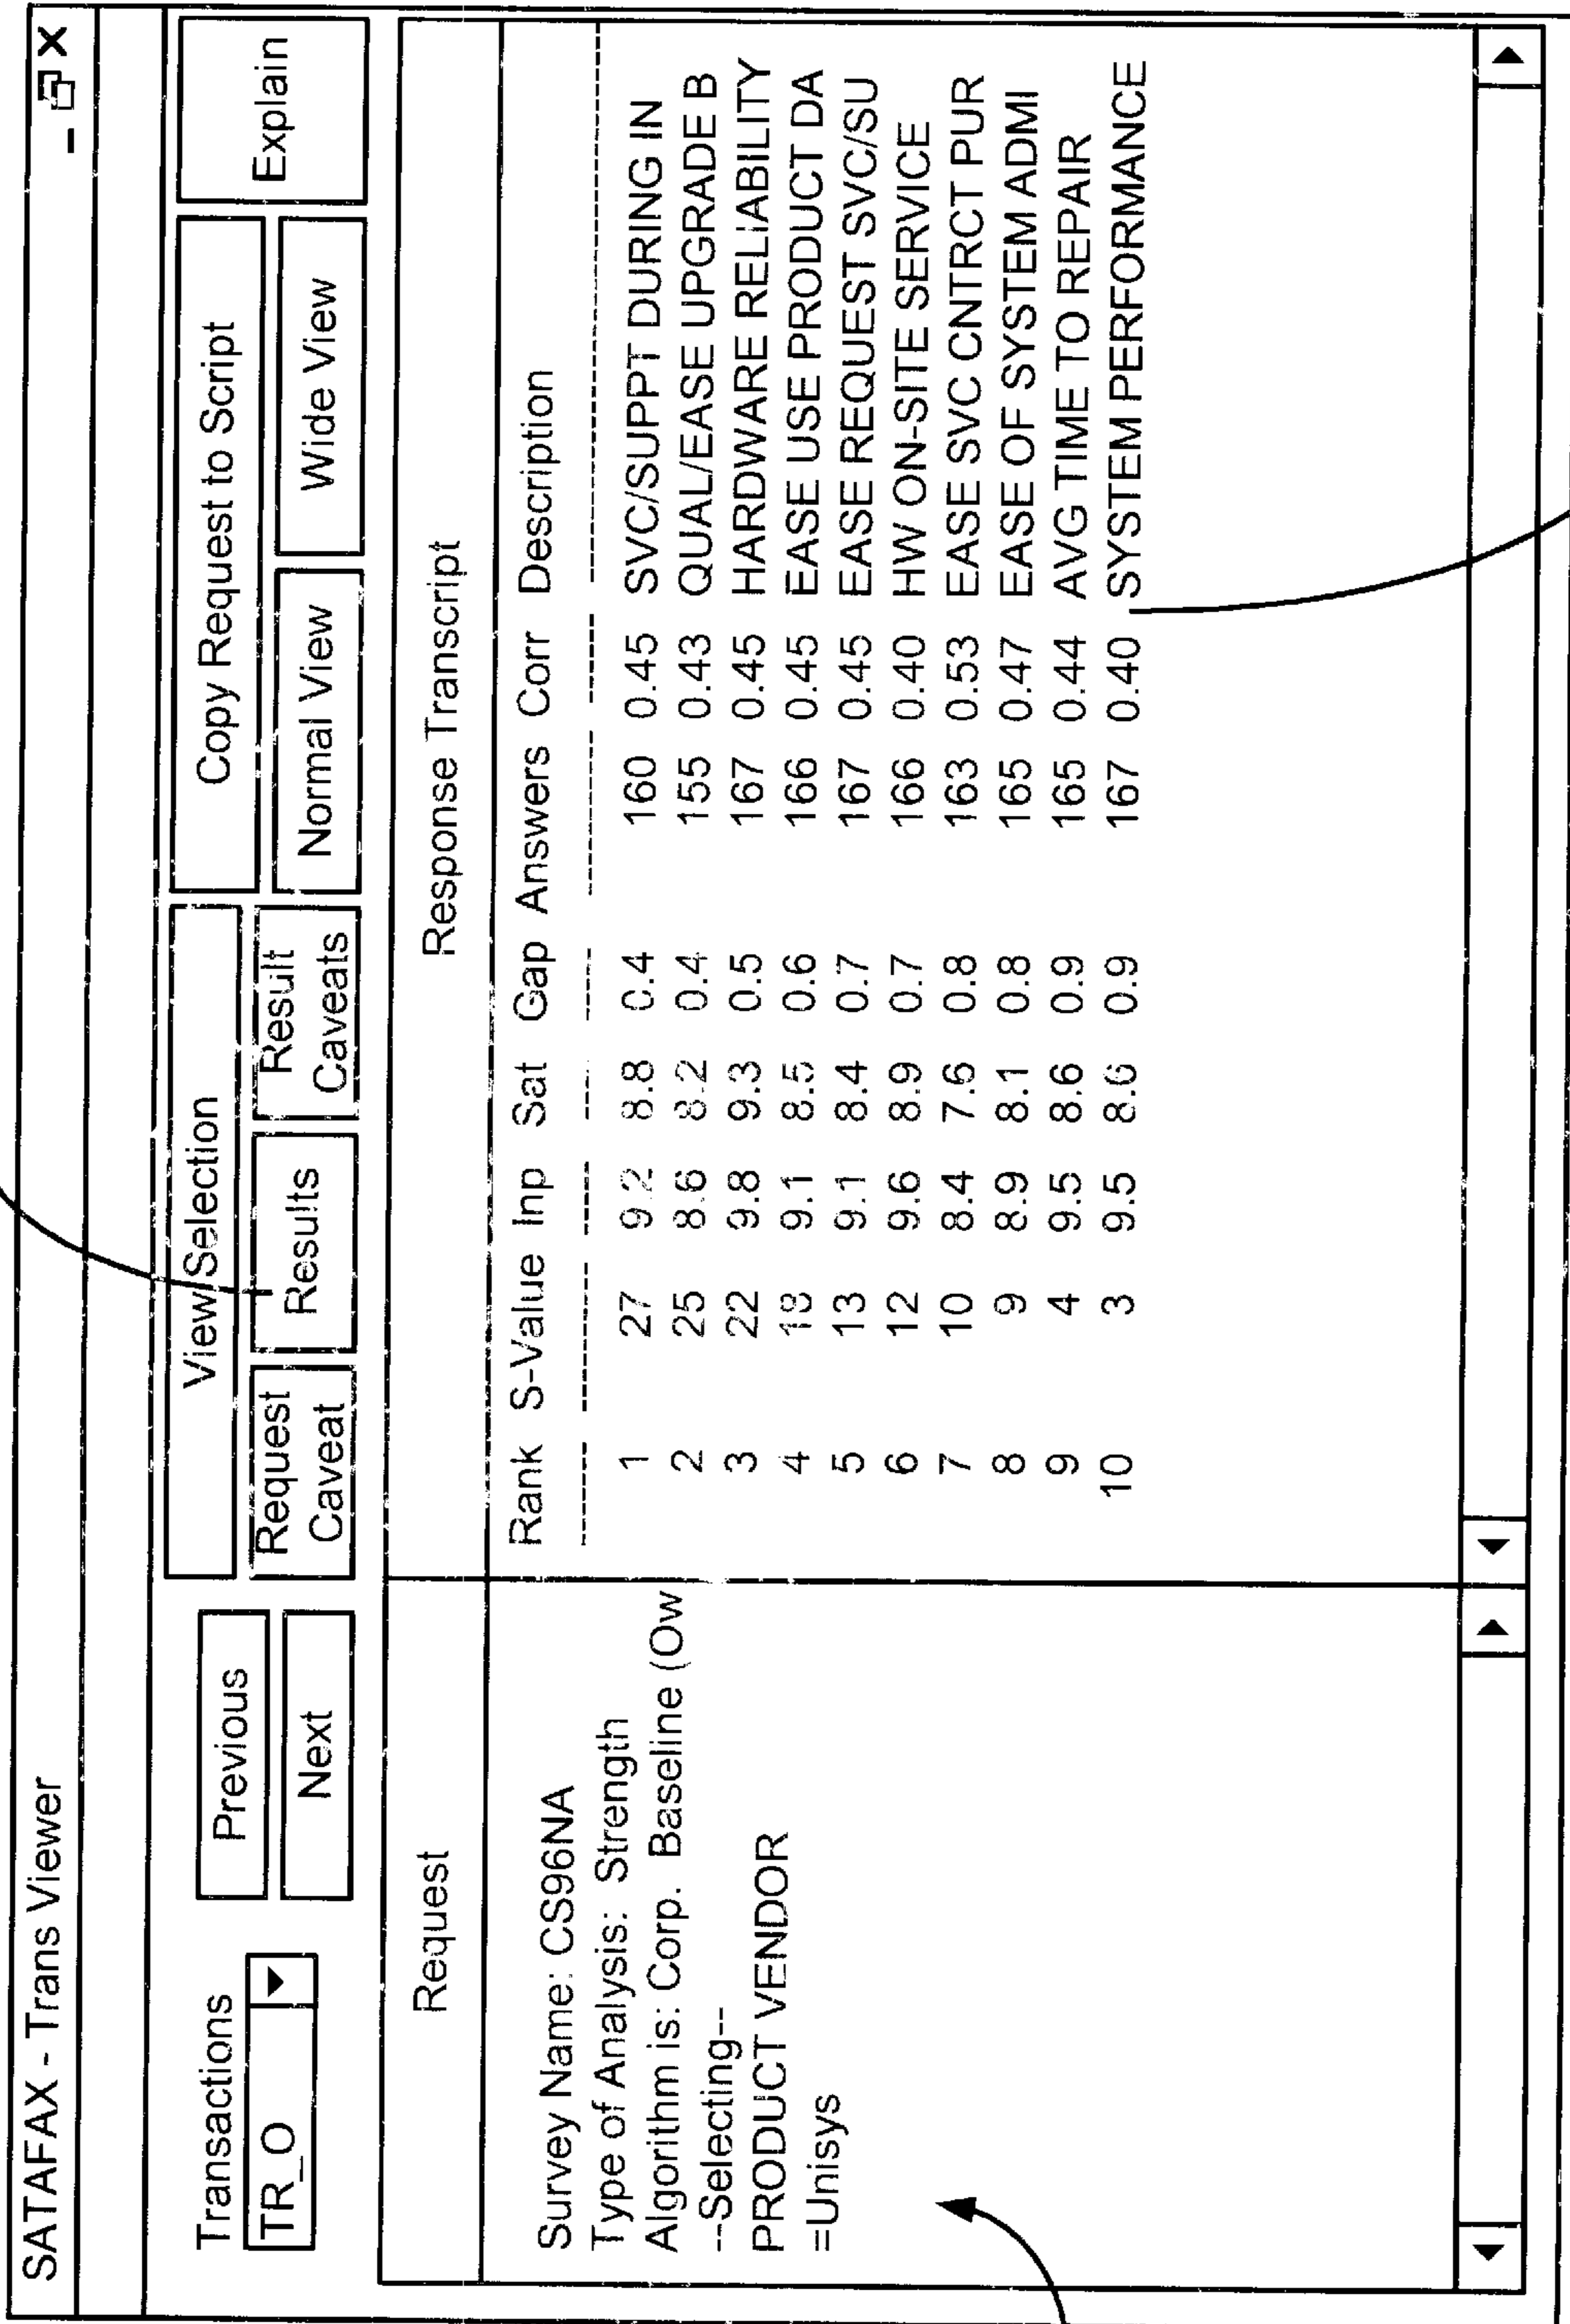 SATAFAX - Trans Viewer
Transactions
TR_O
Previous
Next
View Selection
Request Caveat
Results
Result Caveats
Copy Request to Script
Normal View
Wide View
Explain
Request
Response Transcript
Survey Name: CS96NA
Type of Analysis: Strength
Algorithm is: Corp. Baseline (Ow
--Selecting--
PRODUCT VENDOR
=Unisys
Rank S-Value Inp Sat Gap Answers Corr Description
1 27 9.2 8.8 0.4 160 0.45 SVC/SUPPT DURING IN
2 25 8.6 8.2 0.4 155 0.43 QUAL/EASE UPGRADE B
3 22 9.8 9.3 0.5 167 0.45 HARDWARE RELIABILITY
4 18 9.1 8.5 0.6 166 0.45 EASE USE PRODUCT DA
5 13 9.1 8.4 0.7 167 0.45 EASE REQUEST SVC/SU
6 12 9.6 8.9 0.7 166 0.40 HW ON-SITE SERVICE
7 10 8.4 7.6 0.8 163 0.53 EASE SVC CNTRCT PUR
8 9 8.9 8.1 0.8 165 0.47 EASE OF SYSTEM ADMI
9 4 9.5 8.6 0.9 165 0.44 AVG TIME TO REPAIR
10 3 9.5 8.6 0.9 167 0.40 SYSTEM PERFORMANCE